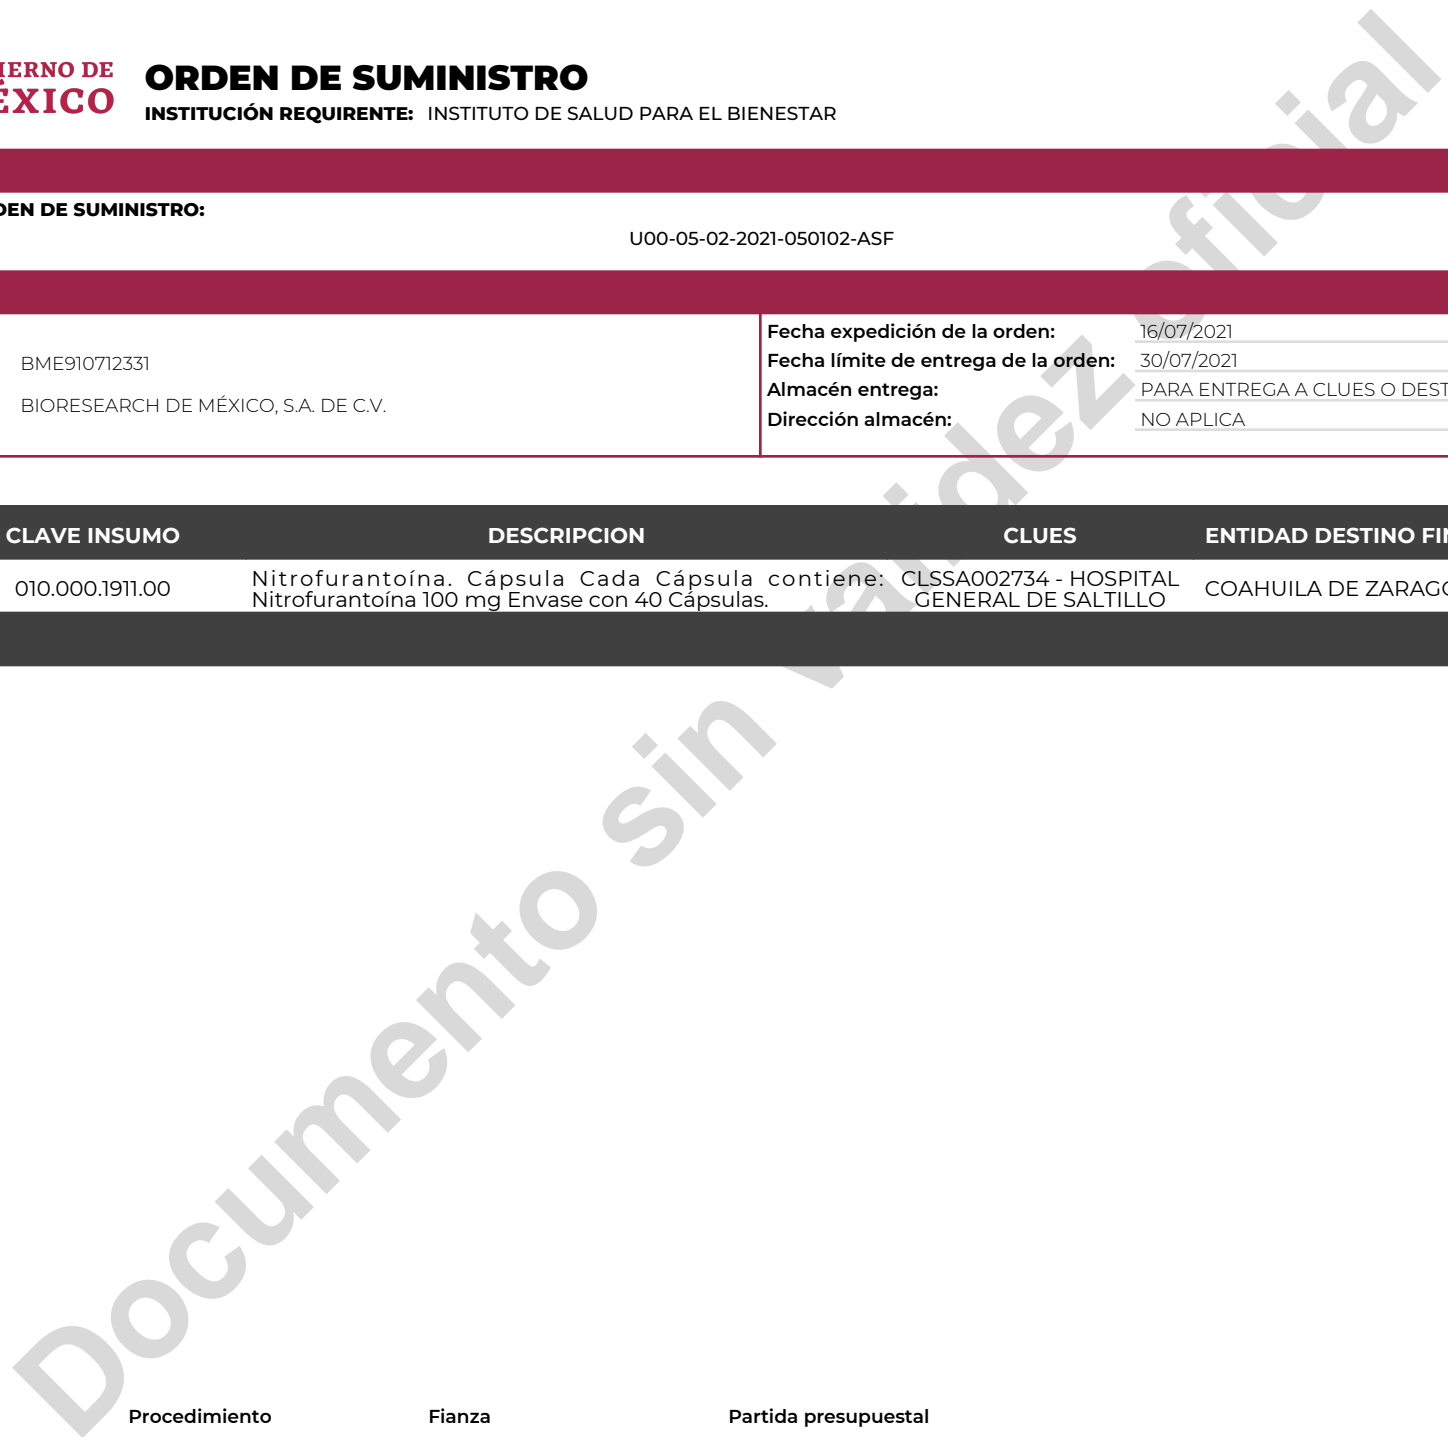 IERNO DE
ÉXICO
ORDEN DE SUMINISTRO
INSTITUCIÓN REQUIRENTE: INSTITUTO DE SALUD PARA EL BIENESTAR
DEN DE SUMINISTRO:
U00-05-02-2021-050102-ASF
BME910712331
BIORESEARCH DE MÉXICO, S.A. DE C.V.
Fecha expedición de la orden: 16/07/2021
Fecha límite de entrega de la orden: 30/07/2021
Almacén entrega: PARA ENTREGA A CLUES O DEST
Dirección almacén: NO APLICA
CLAVE INSUMO DESCRIPCION CLUES ENTIDAD DESTINO FIN
010.000.1911.00
Nitrofurantoína. Cápsula Cada Cápsula contiene:
Nitrofurantoína 100 mg Envase con 40 Cápsulas.
CLSSA002734 - HOSPITAL
GENERAL DE SALTILLO
COAHUILA DE ZARAGO
Documento sin validez oficial
Procedimiento Fianza Partida presupuestal